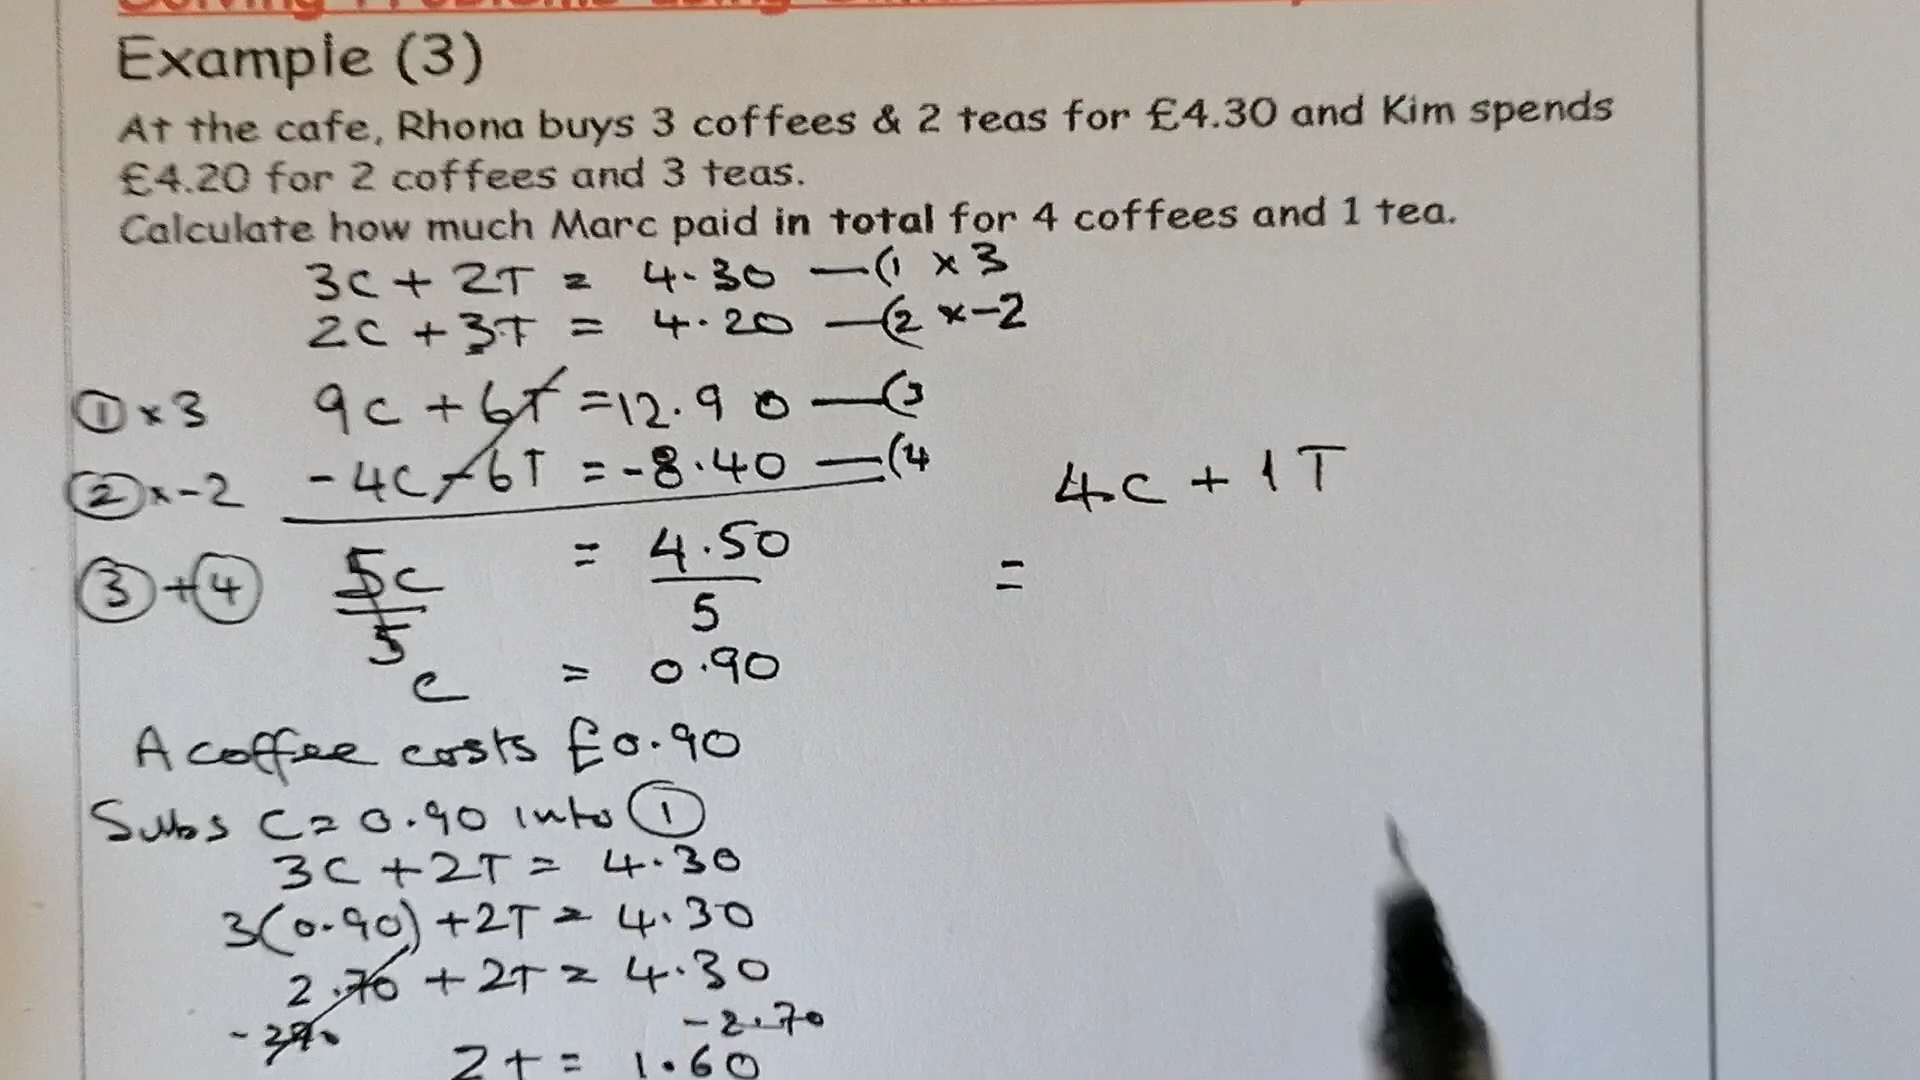 Example (3)
At the cafe, Rhona buys 3 coffees & 2 teas for £4.30 and Kim spends
£4.20 for 2 coffees and 3 teas.
Calculate how much Marc paid in total for 4 coffees and 1 tea.
3C + 2T = 4.30 —(1 × 3
2C + 3T = 4.20 —(2 ×-2
① × 3 9C + 6T = 12.90 —(3
② ×-2 -4C - 6T = -8.40 —(4
4C + 1T
③ + ④ 5C = 4.50 =
5 5
C = 0.90
A coffee costs £0.90
Subs C = 0.90 into ①
3C + 2T = 4.30
3(0.90) + 2T = 4.30
2.70 + 2T = 4.30
-2.70
2T = 1.60